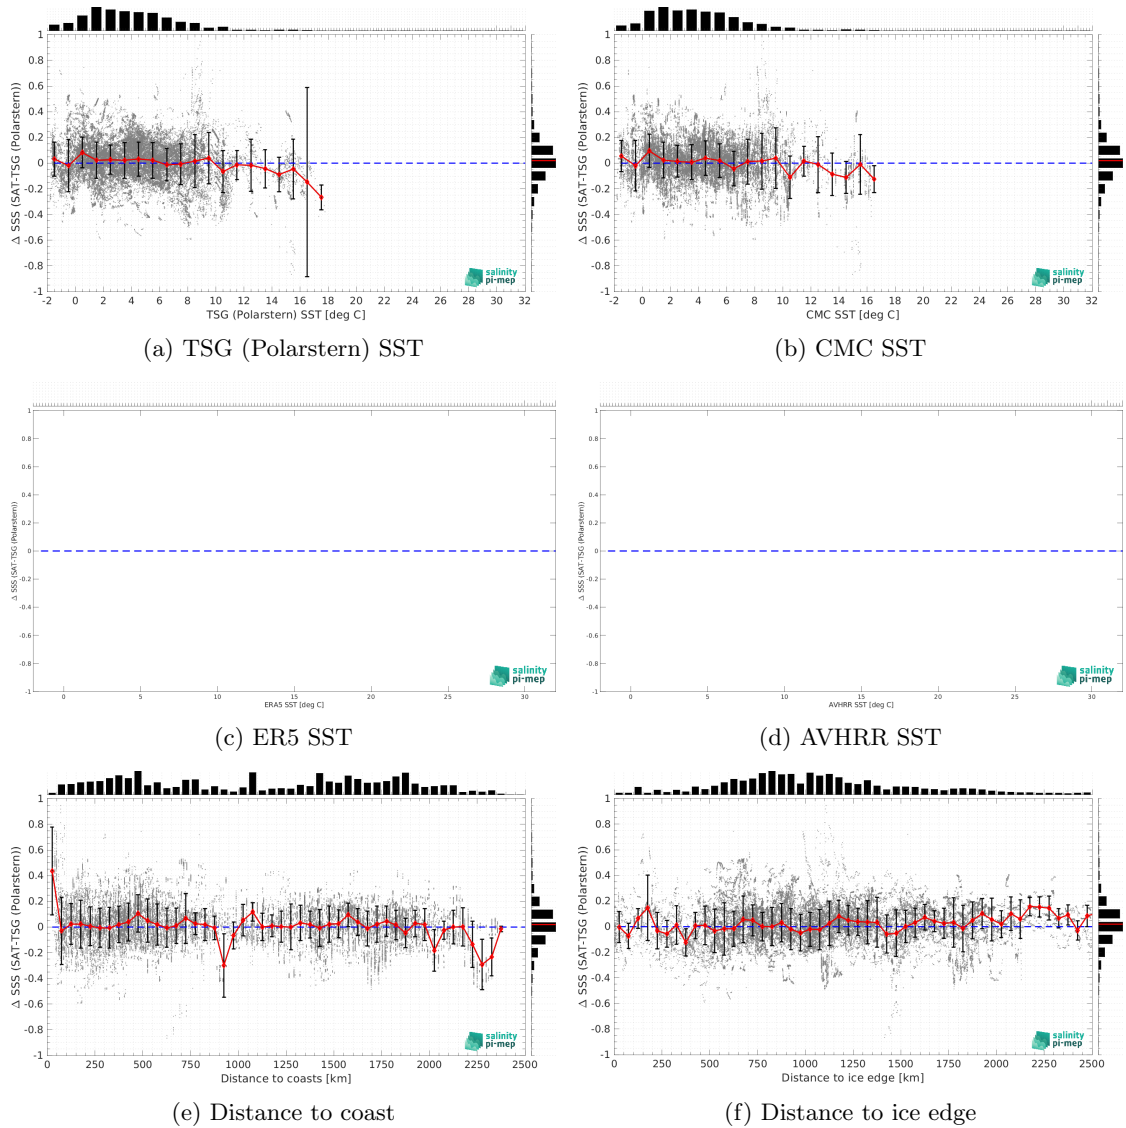 1
0.8
0.6
0.4
0.2
0
-0.2
-0.4
-0.6
-0.8
-1
Δ SSS (SAT-TSG (Polarstern))
-2 0 2 4 6 8 10 12 14 16 18 20 22 24 26 28 30 32
TSG (Polarstern) SST [deg C]
salinity
pi-mep
(a) TSG (Polarstern) SST
1
0.8
0.6
0.4
0.2
0
-0.2
-0.4
-0.6
-0.8
-1
Δ SSS (SAT-TSG (Polarstern))
-2 0 2 4 6 8 10 12 14 16 18 20 22 24 26 28 30 32
CMC SST [deg C]
salinity
pi-mep
(b) CMC SST
1
0.8
0.6
0.4
0.2
0
-0.2
-0.4
-0.6
-0.8
-1
Δ SSS (SAT-TSG (Polarstern))
0 5 10 15 20 25 30
ERA5 SST [deg C]
salinity
pi-mep
(c) ER5 SST
1
0.8
0.6
0.4
0.2
0
-0.2
-0.4
-0.6
-0.8
-1
Δ SSS (SAT-TSG (Polarstern))
0 5 10 15 20 25 30
AVHRR SST [deg C]
salinity
pi-mep
(d) AVHRR SST
1
0.8
0.6
0.4
0.2
0
-0.2
-0.4
-0.6
-0.8
-1
Δ SSS (SAT-TSG (Polarstern))
0 250 500 750 1000 1250 1500 1750 2000 2250 2500
Distance to coasts [km]
salinity
pi-mep
(e) Distance to coast
1
0.8
0.6
0.4
0.2
0
-0.2
-0.4
-0.6
-0.8
-1
Δ SSS (SAT-TSG (Polarstern))
0 250 500 750 1000 1250 1500 1750 2000 2250 2500
Distance to ice edge [km]
salinity
pi-mep
(f) Distance to ice edge